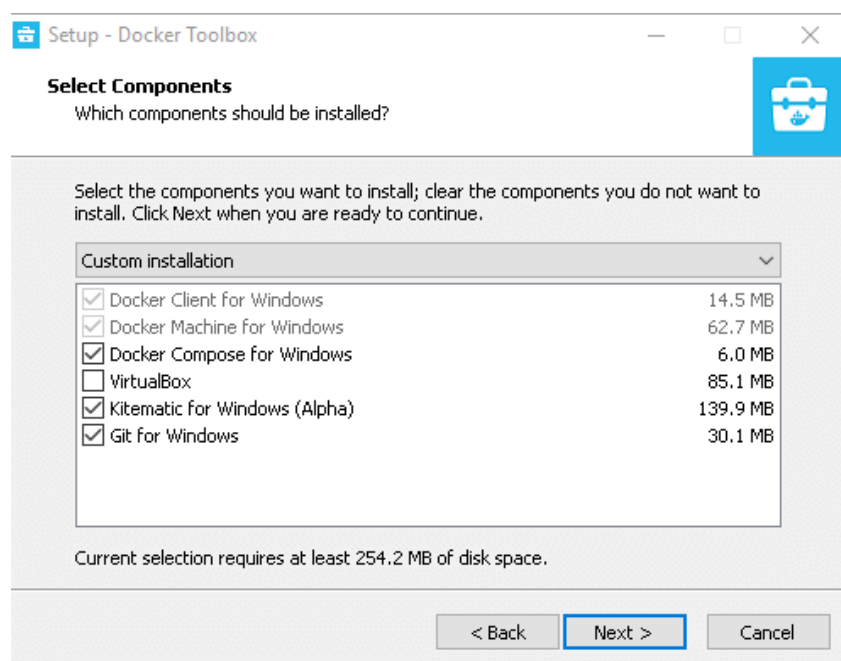 Setup - Docker Toolbox
Select Components
Which components should be installed?
Select the components you want to install; clear the components you do not want to
install. Click Next when you are ready to continue.
Custom installation
Docker Client for Windows 14.5 MB
Docker Machine for Windows 62.7 MB
Docker Compose for Windows 6.0 MB
VirtualBox 85.1 MB
Kitematic for Windows (Alpha) 139.9 MB
Git for Windows 30.1 MB
Current selection requires at least 254.2 MB of disk space.
< Back Next > Cancel